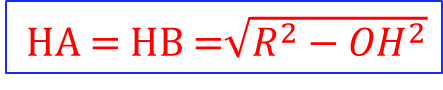 HA = HB =√R² − OH²